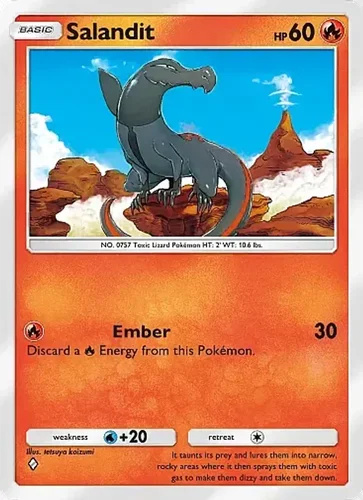 BASIC Salandit HP60
NO. 0757 Toxic Lizard Pokémon HT: 2' WT: 10.6 lbs.
Ember 30
Discard a Energy from this Pokémon.
weakness +20 retreat
Illus. tetsuya koizumi
It taunts its prey and lures them into narrow,
rocky areas where it then sprays them with toxic
gas to make them dizzy and take them down.